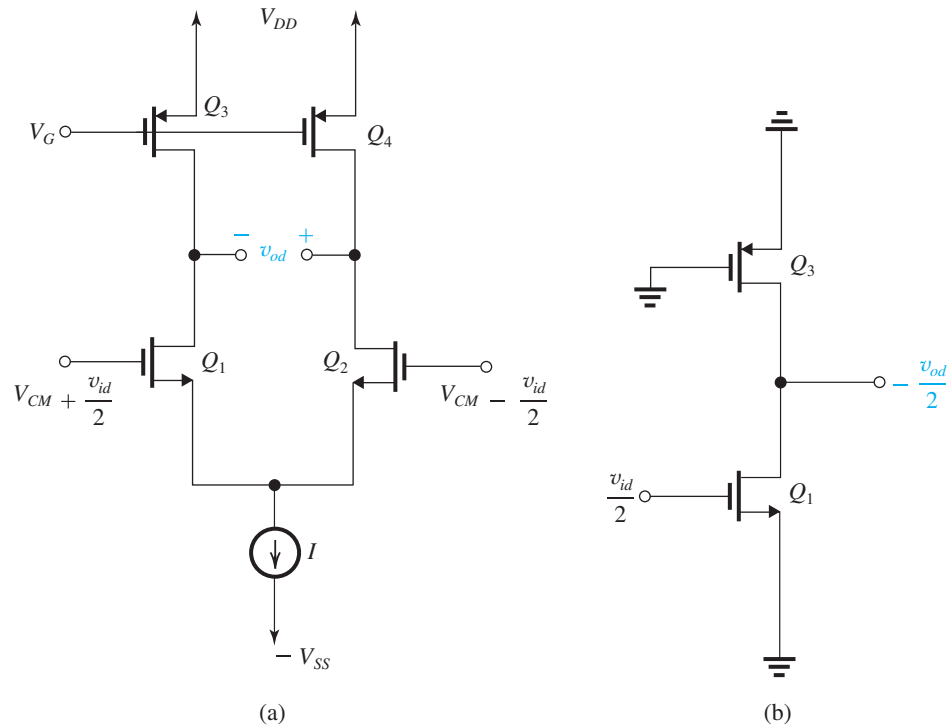 V_DD
Q_3
V_G
Q_4
− v_od +
Q_1
Q_2
V_CM + v_id/2
V_CM − v_id/2
I
− V_SS
(a)
Q_3
− v_od/2
v_id/2
Q_1
(b)